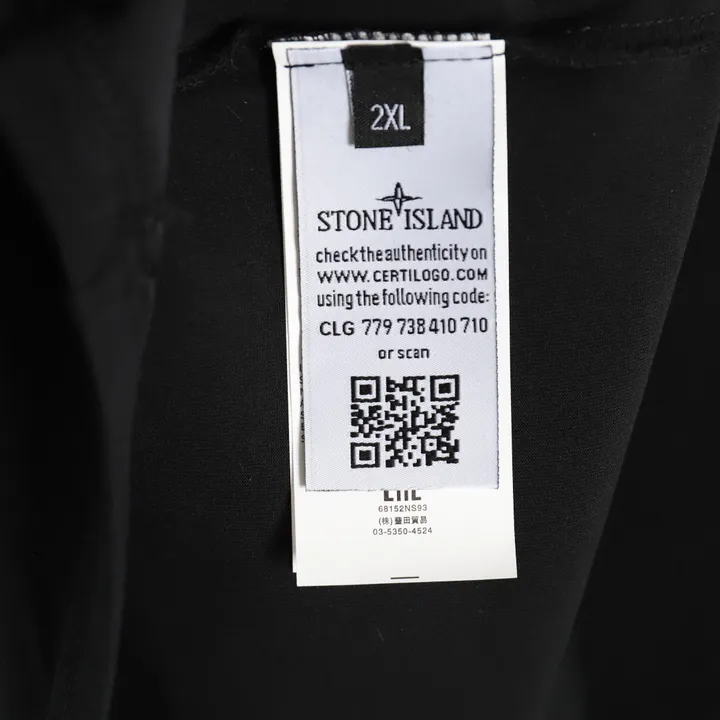 2XL
STONE ISLAND
check the authenticity on
WWW.CERTILOGO.COM
using the following code:
CLG 779 738 410 710
or scan
68152NS93
(株)豊田貿易
03-5350-4524